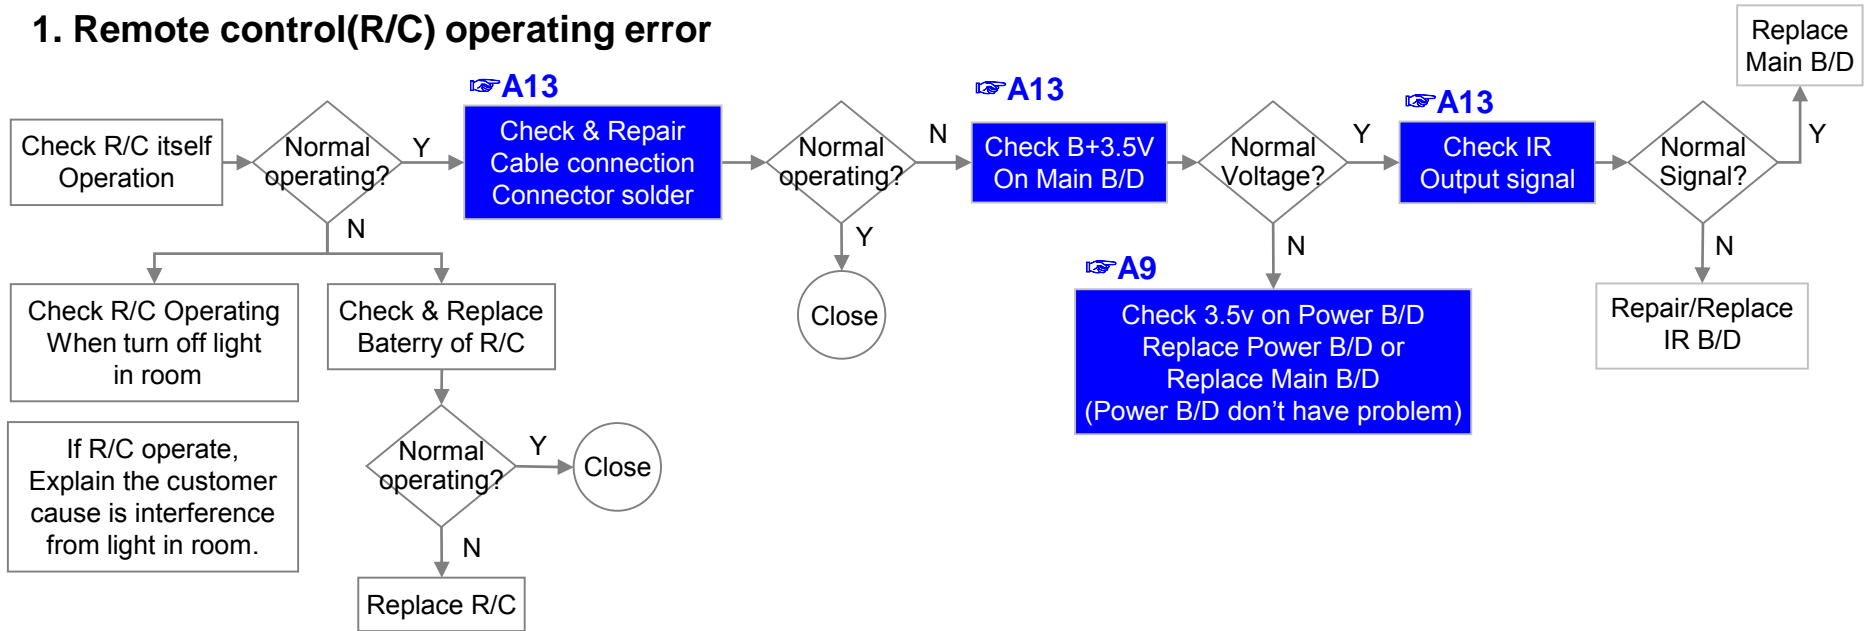 1. Remote control(R/C) operating error
Replace
Main B/D
☞A13
☞A13
☞A13
Check R/C itself
Operation
Normal
operating?
Y
Check & Repair
Cable connection
Connector solder
Normal
operating?
N
Check B+3.5V
On Main B/D
Normal
Voltage?
Y
Check IR
Output signal
Normal
Signal?
Y
N
Y
N
N
☞A9
Check R/C Operating
When turn off light
in room
Check & Replace
Baterry of R/C
Close
Check 3.5v on Power B/D
Replace Power B/D or
Replace Main B/D
(Power B/D don’t have problem)
Repair/Replace
IR B/D
If R/C operate,
Explain the customer
cause is interference
from light in room.
Normal
operating?
Y
Close
N
Replace R/C